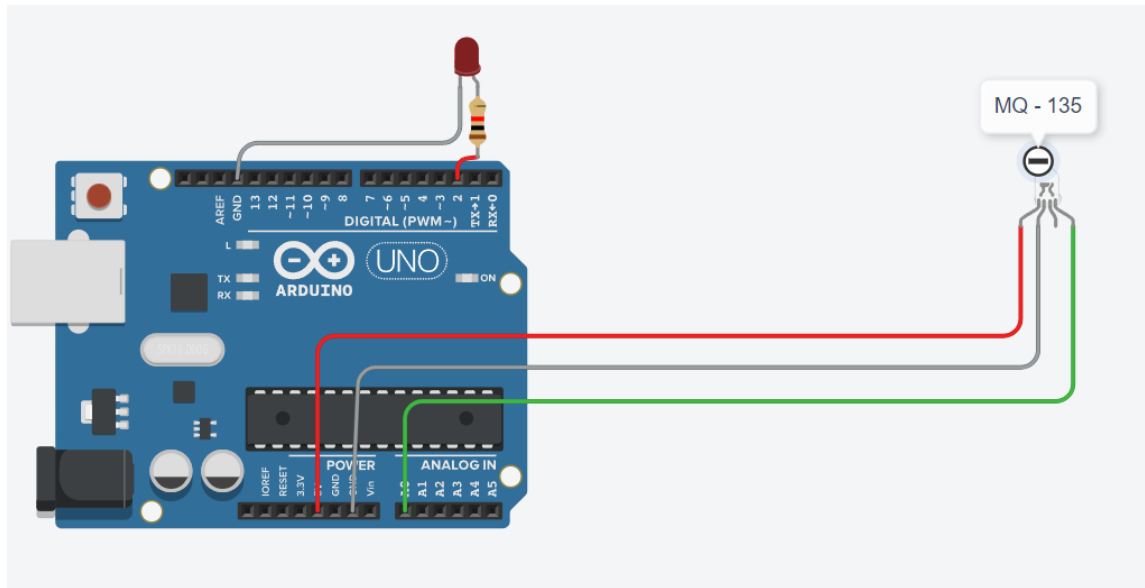 MQ - 135
AREF
GND
13
12
~11
~10
~9
8
7
~6
~5
4
~3
2
TX→1
RX←0
DIGITAL (PWM~)
L
TX
RX
ARDUINO
UNO
ON
POWER
ANALOG IN
IOREF
RESET
3.3V
GND
Vin
A0
A1
A2
A3
A4
A5